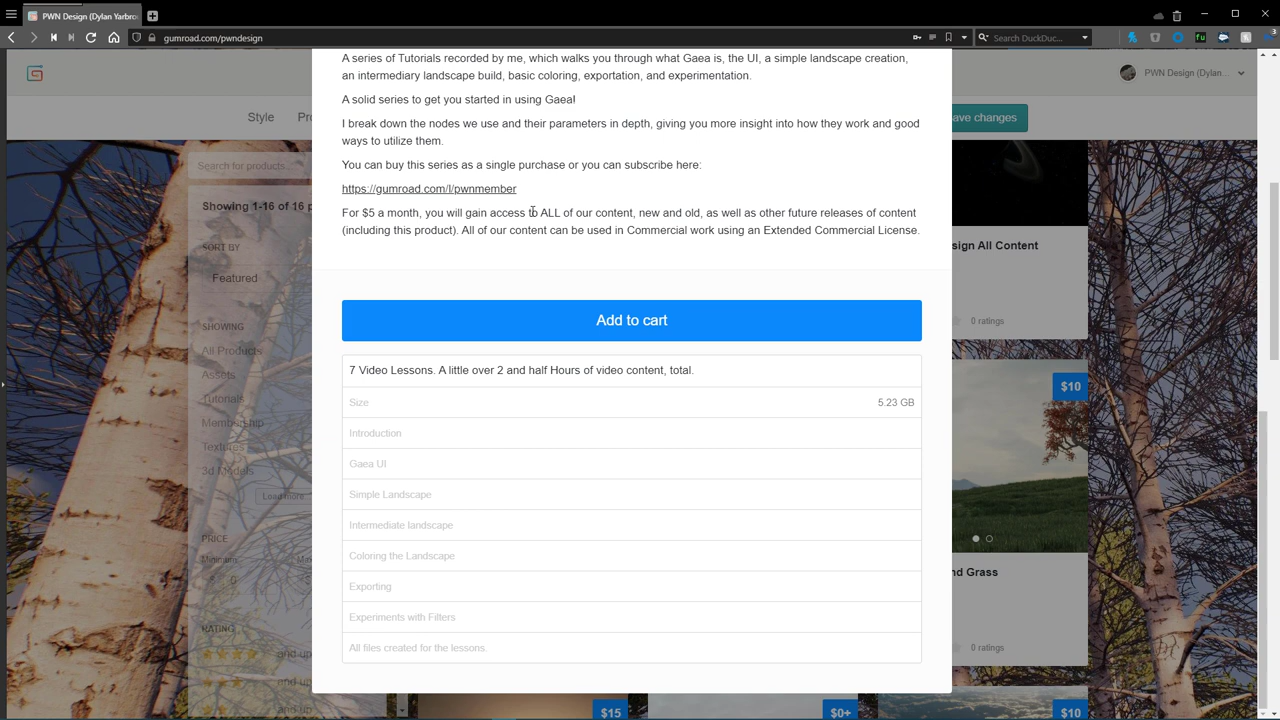 PWN Design (Dylan Yarbro
gumroad.com/pwndesign
Search DuckDuc...
PWN Design (Dylan...
Style
Pr
ave changes
Search for products..
Showing 1-16 of 16 p
SORT BY
Featured
SHOWING
All Products
Assets
Tutorials
Membership
Textures
3d Models
Load more
PRICE
Minimum
Ma
0
RATING
and up
and up
and up
A series of Tutorials recorded by me, which walks you through what Gaea is, the UI, a simple landscape creation,
an intermediary landscape build, basic coloring, exportation, and experimentation.
A solid series to get you started in using Gaea!
I break down the nodes we use and their parameters in depth, giving you more insight into how they work and good
ways to utilize them.
You can buy this series as a single purchase or you can subscribe here:
https://gumroad.com/l/pwnmember
For $5 a month, you will gain access to ALL of our content, new and old, as well as other future releases of content
(including this product). All of our content can be used in Commercial work using an Extended Commercial License.
Add to cart
7 Video Lessons. A little over 2 and half Hours of video content, total.
Size 5.23 GB
Introduction
Gaea UI
Simple Landscape
Intermediate landscape
Coloring the Landscape
Exporting
Experiments with Filters
All files created for the lessons.
sign All Content
0 ratings
$10
nd Grass
0 ratings
$15
$0+
$10